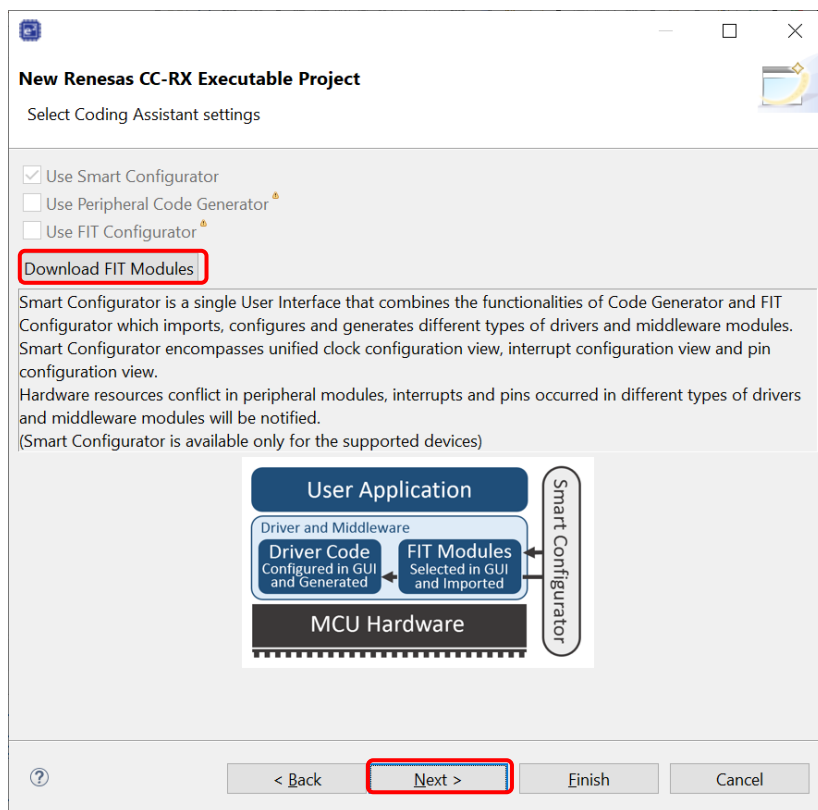 New Renesas CC-RX Executable Project
Select Coding Assistant settings
Use Smart Configurator
Use Peripheral Code Generator
Use FIT Configurator
Download FIT Modules
Smart Configurator is a single User Interface that combines the functionalities of Code Generator and FIT
Configurator which imports, configures and generates different types of drivers and middleware modules.
Smart Configurator encompasses unified clock configuration view, interrupt configuration view and pin
configuration view.
Hardware resources conflict in peripheral modules, interrupts and pins occurred in different types of drivers
and middleware modules will be notified.
(Smart Configurator is available only for the supported devices)
User Application
Driver and Middleware
Driver Code
Configured in GUI
and Generated
FIT Modules
Selected in GUI
and Imported
MCU Hardware
Smart Configurator
?
< Back
Next >
Finish
Cancel